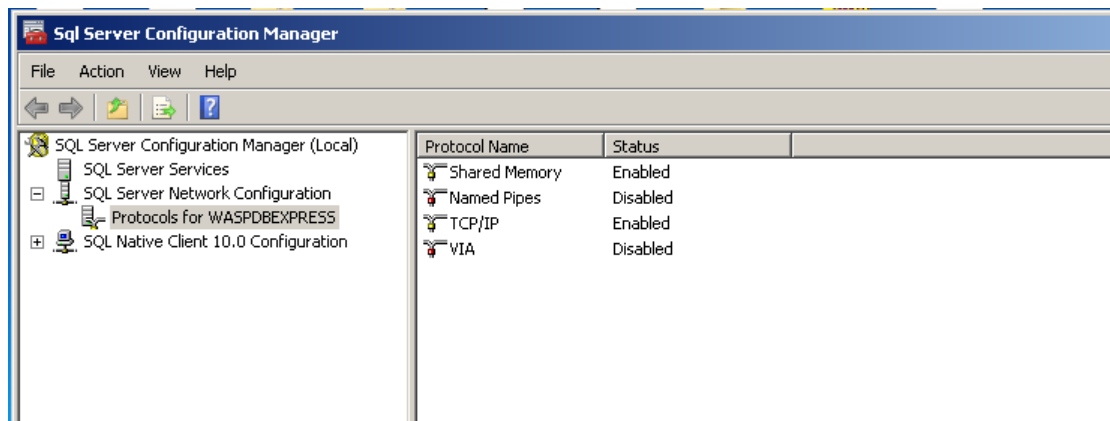 Sql Server Configuration Manager
File Action View Help
SQL Server Configuration Manager (Local)
SQL Server Services
SQL Server Network Configuration
Protocols for WASPDBEXPRESS
SQL Native Client 10.0 Configuration
Protocol Name Status
Shared Memory Enabled
Named Pipes Disabled
TCP/IP Enabled
VIA Disabled